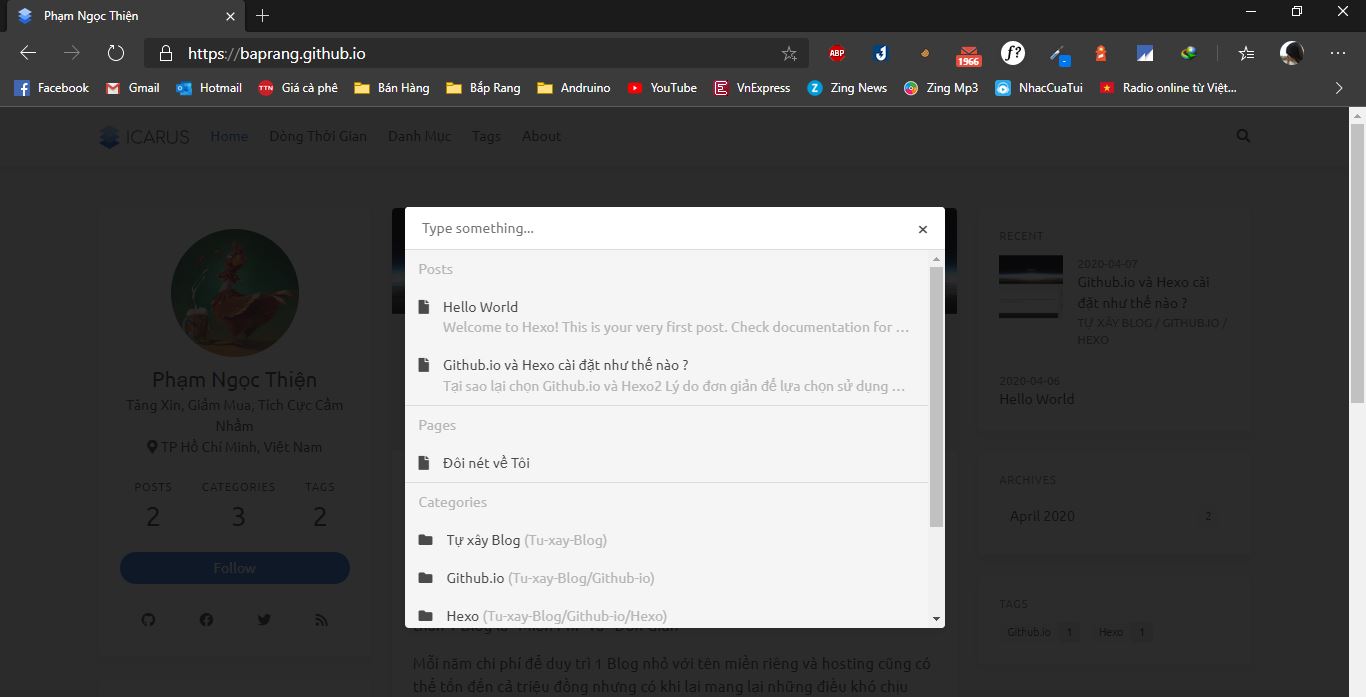 Phạm Ngọc Thiện
https://baprang.github.io
ABP
1966
f?
Facebook
Gmail
Hotmail
TTN Giá cà phê
Bán Hàng
Bắp Rang
Andruino
YouTube
VnExpress
Zing News
Zing Mp3
NhacCuaTui
Radio online từ Việt...
ICARUS
Home
Dòng Thời Gian
Danh Mục
Tags
About
Phạm Ngọc Thiện
Tăng Xin, Giảm Mua, Tích Cực Cầm
Nhầm
TP Hồ Chí Minh, Việt Nam
POSTS CATEGORIES TAGS
2 3 2
Follow
Type something...
Posts
Hello World
Welcome to Hexo! This is your very first post. Check documentation for ...
Github.io và Hexo cài đặt như thế nào ?
Tại sao lại chọn Github.io và Hexo2 Lý do đơn giản để lựa chọn sử dụng ...
Pages
Đôi nét về Tôi
Categories
Tự xây Blog (Tu-xay-Blog)
Github.io (Tu-xay-Blog/Github-io)
Hexo (Tu-xay-Blog/Github-io/Hexo)
Mỗi năm chi phí để duy trì 1 Blog nhỏ với tên miền riêng và hosting cũng có
thể tốn đến cả triệu đồng nhưng có khi lại mang lại những điều khó chịu
RECENT
2020-04-07
Github.io và Hexo cài
đặt như thế nào ?
TỰ XÂY BLOG / GITHUB.IO /
HEXO
2020-04-06
Hello World
ARCHIVES
April 2020 2
TAGS
Github.io 1 Hexo 1